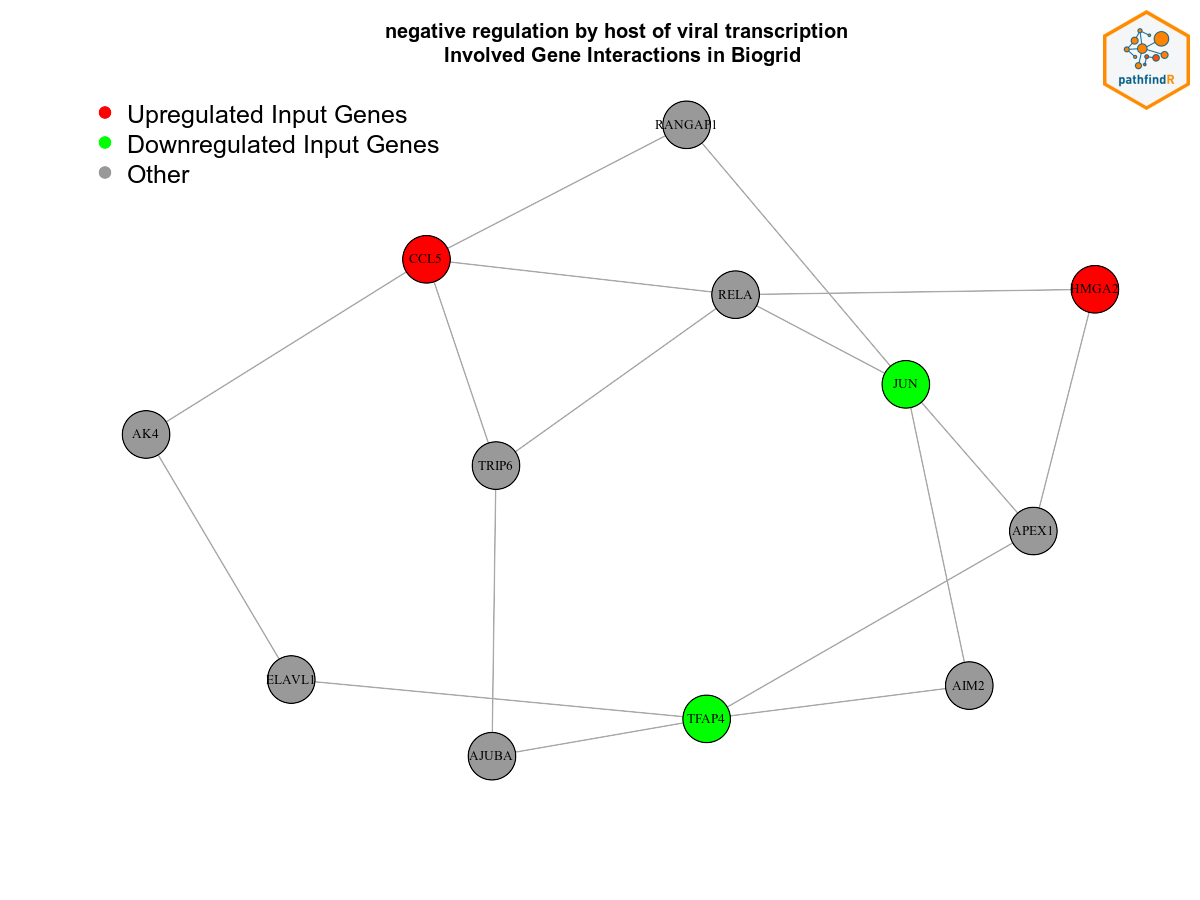 negative regulation by host of viral transcription
Involved Gene Interactions in Biogrid
pathfindR
Upregulated Input Genes
Downregulated Input Genes
Other
RANGAP1
CCL5
RELA
HMGA2
JUN
AK4
TRIP6
APEX1
ELAVL1
AIM2
TFAP4
AJUBA